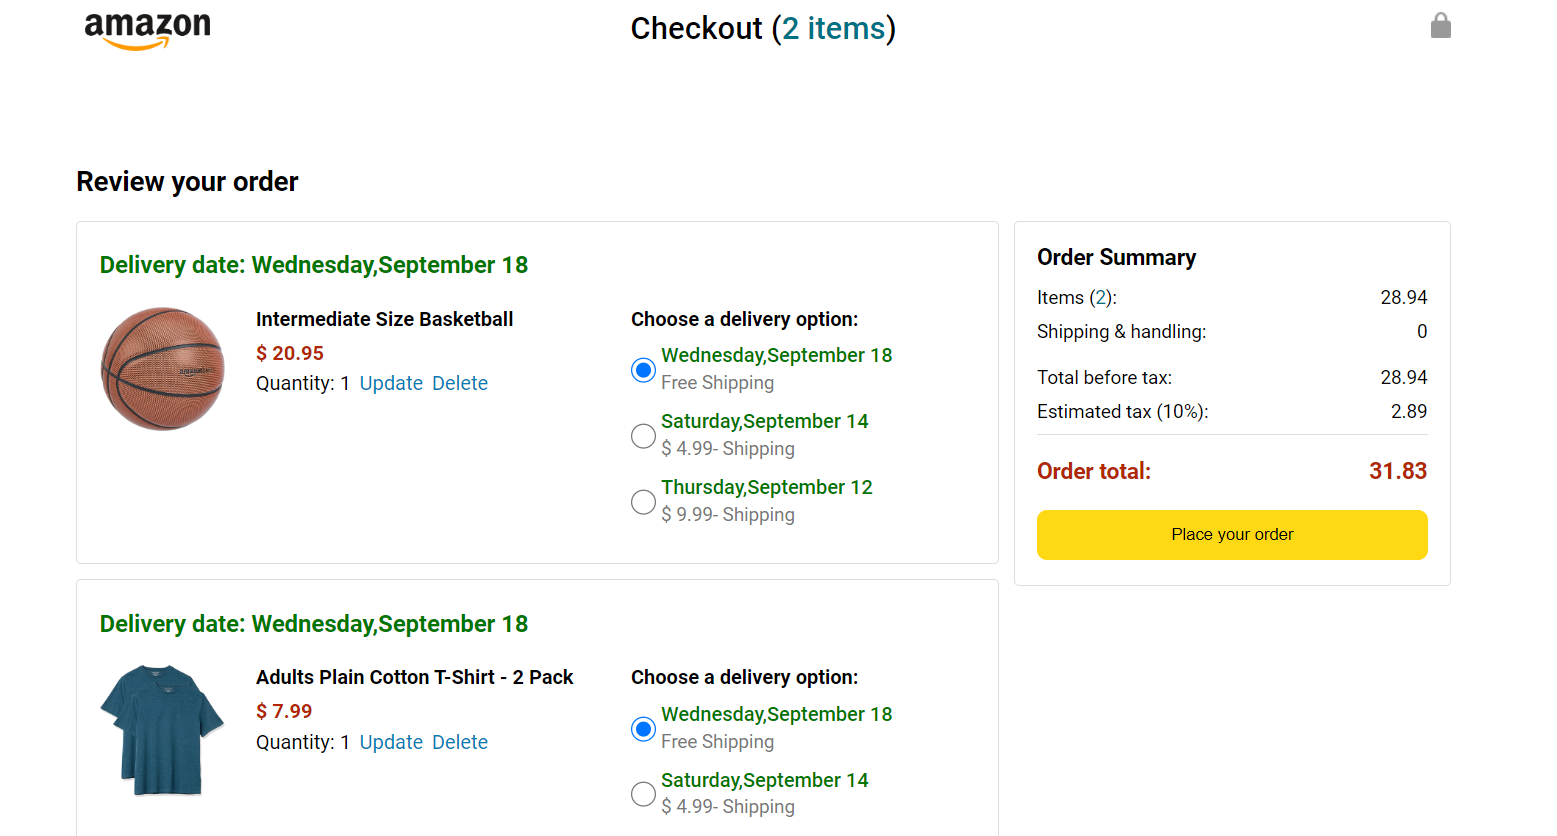 amazon
Checkout (2 items)
Review your order
Delivery date: Wednesday,September 18
Intermediate Size Basketball
$ 20.95
Quantity: 1 Update Delete
Choose a delivery option:
Wednesday,September 18
Free Shipping
Saturday,September 14
$ 4.99- Shipping
Thursday,September 12
$ 9.99- Shipping
Delivery date: Wednesday,September 18
Adults Plain Cotton T-Shirt - 2 Pack
$ 7.99
Quantity: 1 Update Delete
Choose a delivery option:
Wednesday,September 18
Free Shipping
Saturday,September 14
$ 4.99- Shipping
Order Summary
Items (2): 28.94
Shipping & handling: 0
Total before tax: 28.94
Estimated tax (10%): 2.89
Order total: 31.83
Place your order